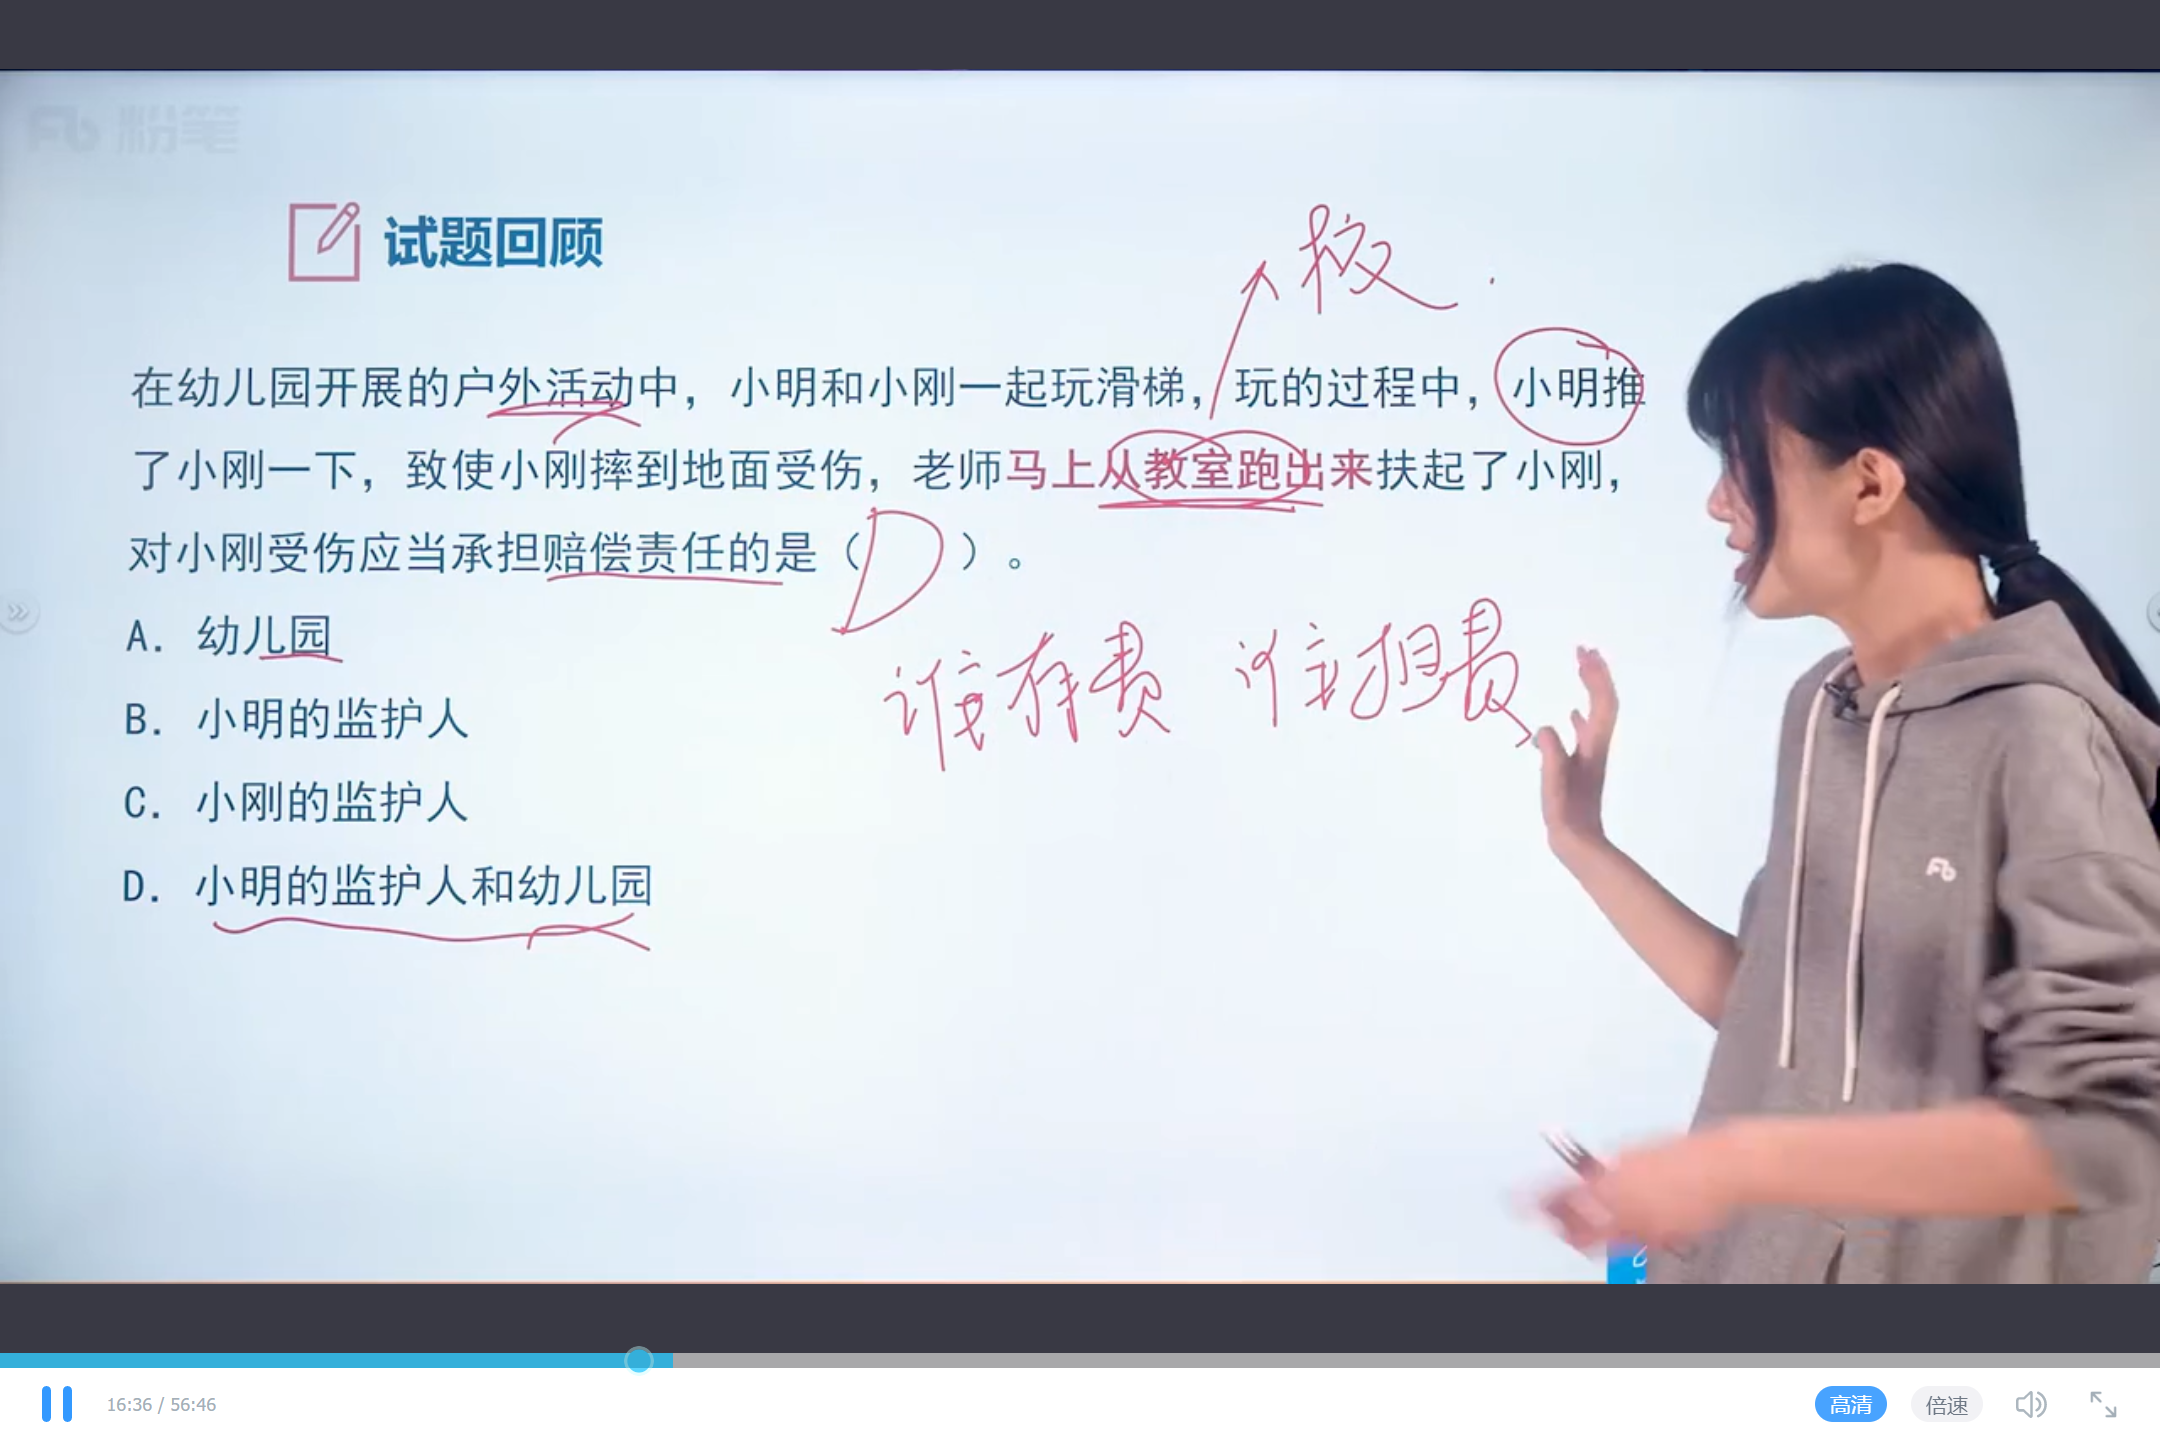 粉笔
试题回顾
校
在幼儿园开展的户外活动中，小明和小刚一起玩滑梯，玩的过程中，小明推
了小刚一下，致使小刚摔到地面受伤，老师马上从教室跑出来扶起了小刚，
对小刚受伤应当承担赔偿责任的是（D）。
A. 幼儿园
谁有责 谁担责
B. 小明的监护人
C. 小刚的监护人
D. 小明的监护人和幼儿园
16:36 / 56:46
高清
倍速